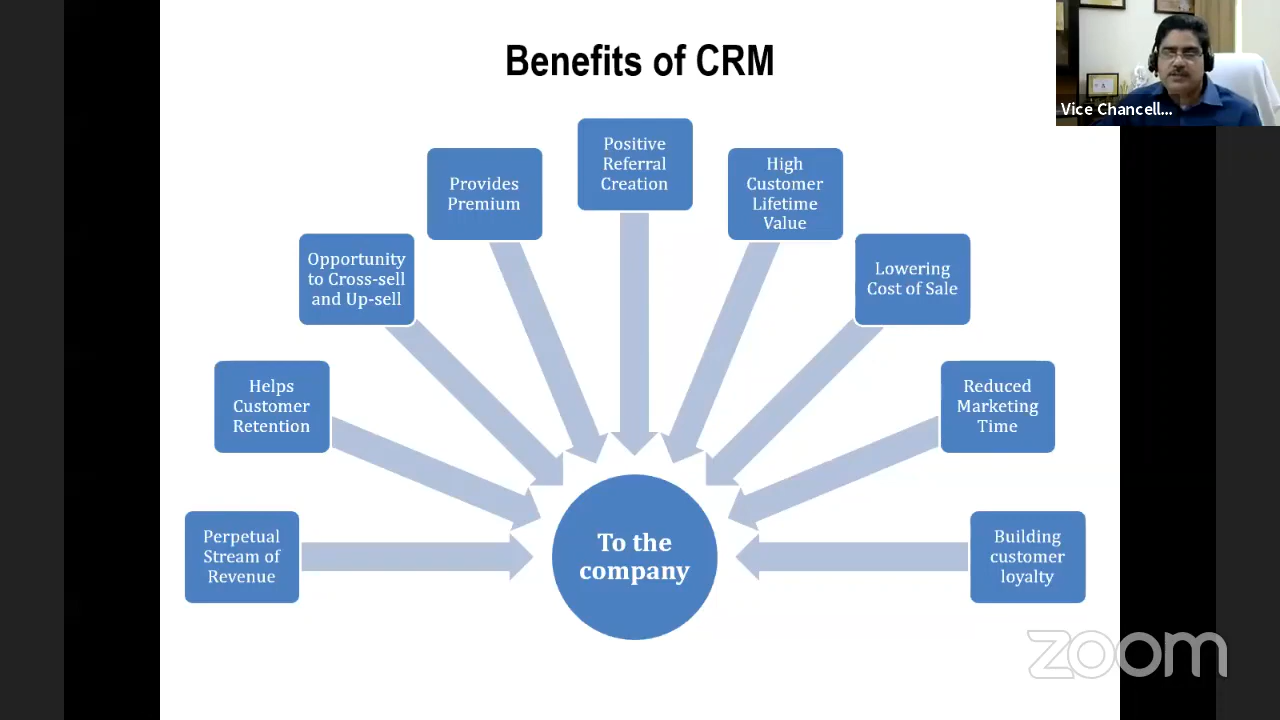 Benefits of CRM
Vice Chancell...
Positive
Referral
Creation
Provides
Premium
High
Customer
Lifetime
Value
Opportunity
to Cross-sell
and Up-sell
Lowering
Cost of Sale
Helps
Customer
Retention
Reduced
Marketing
Time
Perpetual
Stream of
Revenue
To the
company
Building
customer
loyalty
zoom